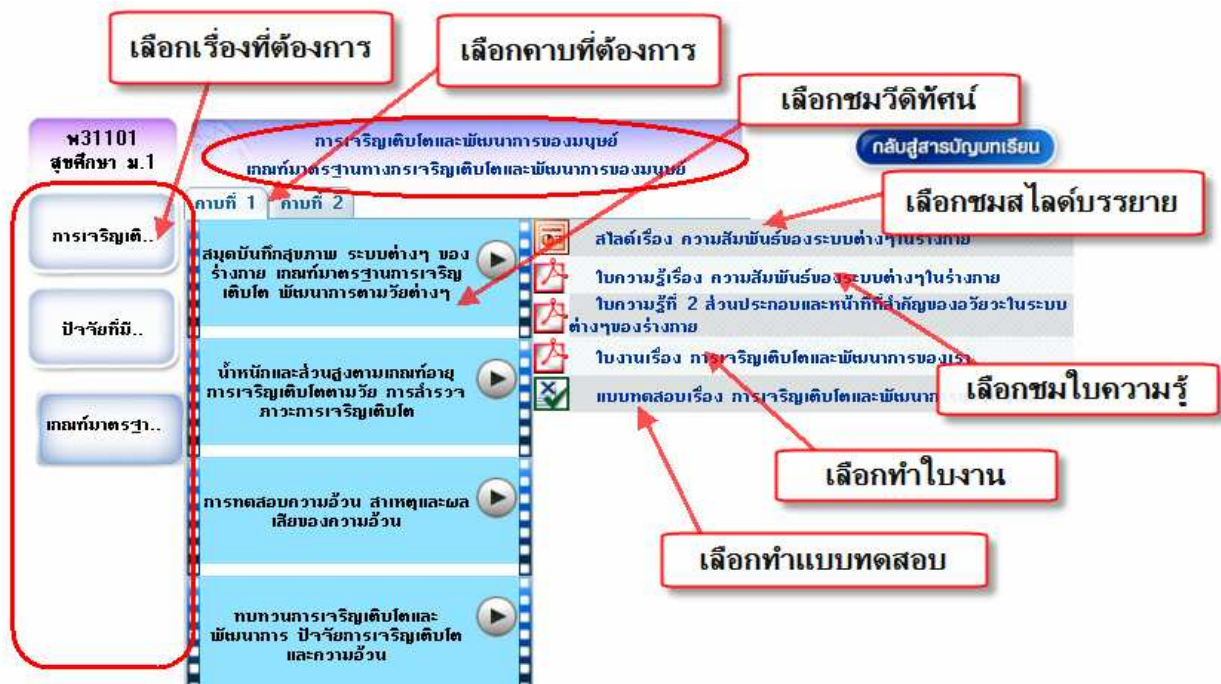 เลือกเรื่องที่ต้องการ
เลือกคาบที่ต้องการ
เลือกชมวีดิทัศน์
พ31101
สุขศึกษา ม.1
การเจริญเติบโตและพัฒนาการของมนุษย์
เกณฑ์มาตรฐานทางการเจริญเติบโตและพัฒนาการของมนุษย์
กลับสู่สารบัญบทเรียน
คาบที่ 1
คาบที่ 2
เลือกชมสไลด์บรรยาย
การเจริญเติ..
ปัจจัยที่มี..
เกณฑ์มาตรฐา..
สมุดบันทึกสุขภาพ ระบบต่างๆ ของ
ร่างกาย เกณฑ์มาตรฐานการเจริญ
เติบโต พัฒนาการตามวัยต่างๆ
น้ำหนักและส่วนสูงตามเกณฑ์อายุ
การเจริญเติบโตตามวัย การสำรวจ
ภาวะการเจริญเติบโต
การทดสอบความอ้วน สาเหตุและผล
เสียของความอ้วน
ทบทวนการเจริญเติบโตและ
พัฒนาการ ปัจจัยการเจริญเติบโต
และความอ้วน
สไลด์เรื่อง ความสัมพันธ์ของระบบต่างๆในร่างกาย
ใบความรู้เรื่อง ความสัมพันธ์ของระบบต่างๆในร่างกาย
ใบความรู้ที่ 2 ส่วนประกอบและหน้าที่ที่สำคัญของอวัยวะในระบบ
ต่างๆของร่างกาย
ใบงานเรื่อง การเจริญเติบโตและพัฒนาการของเรา
แบบทดสอบเรื่อง การเจริญเติบโตและพัฒนาการ
เลือกชมใบความรู้
เลือกทำใบงาน
เลือกทำแบบทดสอบ